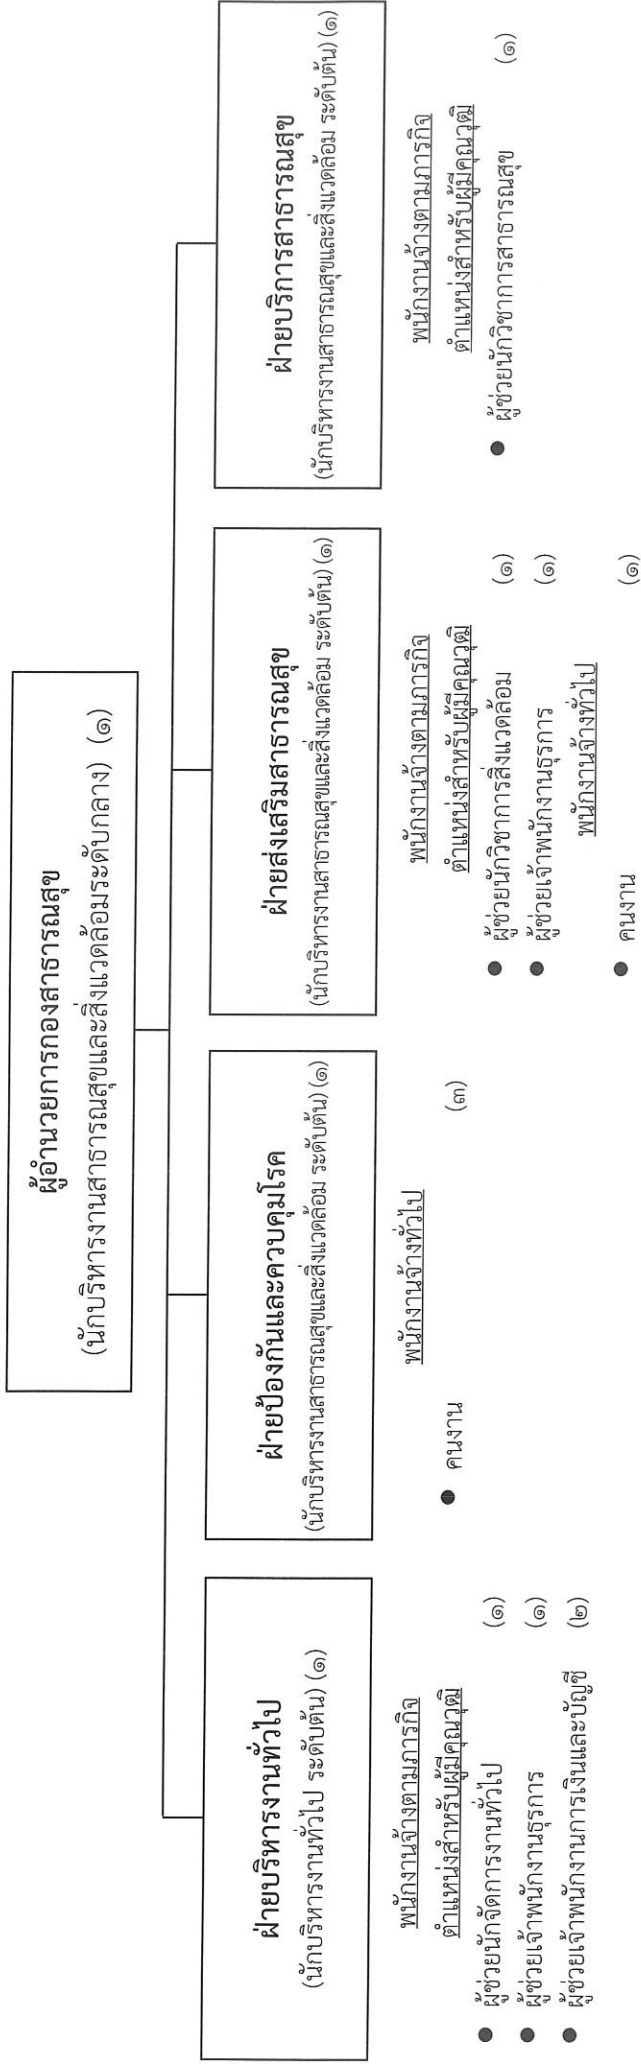 ผู้อำนวยการกองสาธารณสุข
(นักบริหารงานสาธารณสุขและสิ่งแวดล้อมระดับกลาง) (๑)
ฝ่ายบริหารงานทั่วไป
(นักบริหารงานทั่วไป ระดับต้น) (๑)
พนักงานจ้างตามภารกิจ
ตำแหน่งสำหรับผู้มีคุณวุฒิ
● ผู้ช่วยนักจัดการงานทั่วไป (๑)
● ผู้ช่วยเจ้าพนักงานธุรการ (๑)
● ผู้ช่วยเจ้าพนักงานการเงินและบัญชี (๒)
ฝ่ายป้องกันและควบคุมโรค
(นักบริหารงานสาธารณสุขและสิ่งแวดล้อม ระดับต้น) (๑)
พนักงานจ้างทั่วไป
● คนงาน (๓)
ฝ่ายส่งเสริมสาธารณสุข
(นักบริหารงานสาธารณสุขและสิ่งแวดล้อม ระดับต้น) (๑)
พนักงานจ้างตามภารกิจ
ตำแหน่งสำหรับผู้มีคุณวุฒิ
● ผู้ช่วยนักวิชาการสิ่งแวดล้อม (๑)
● ผู้ช่วยเจ้าพนักงานธุรการ (๑)
พนักงานจ้างทั่วไป
● คนงาน (๑)
ฝ่ายบริการสาธารณสุข
(นักบริหารงานสาธารณสุขและสิ่งแวดล้อม ระดับต้น) (๑)
พนักงานจ้างตามภารกิจ
ตำแหน่งสำหรับผู้มีคุณวุฒิ
● ผู้ช่วยนักวิชาการสาธารณสุข (๑)